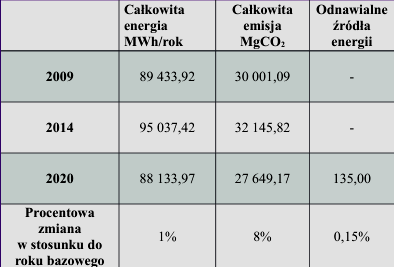 Całkowita energia MWh/rok Całkowita emisja MgCO₂ Odnawialne źródła energii
2009 89 433,92 30 001,09 -
2014 95 037,42 32 145,82 -
2020 88 133,97 27 649,17 135,00
Procentowa zmiana w stosunku do roku bazowego 1% 8% 0,15%